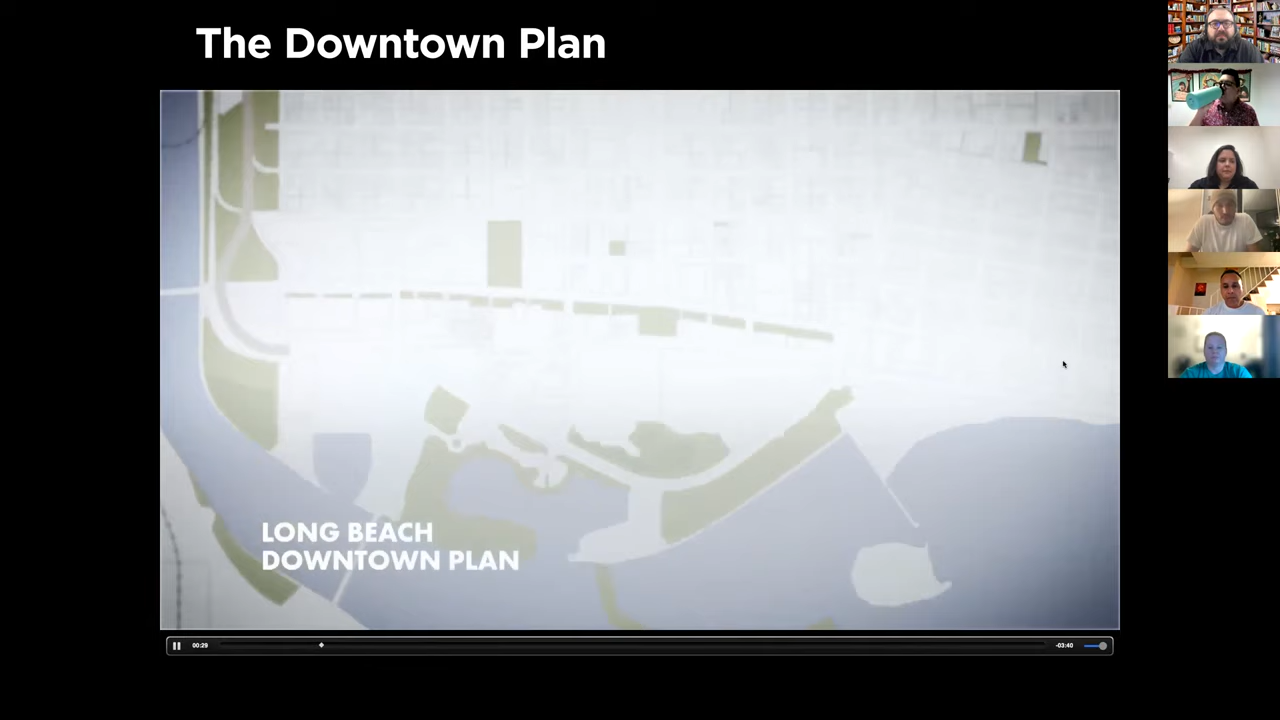 The Downtown Plan
LONG BEACH
DOWNTOWN PLAN
00:29
-03:40